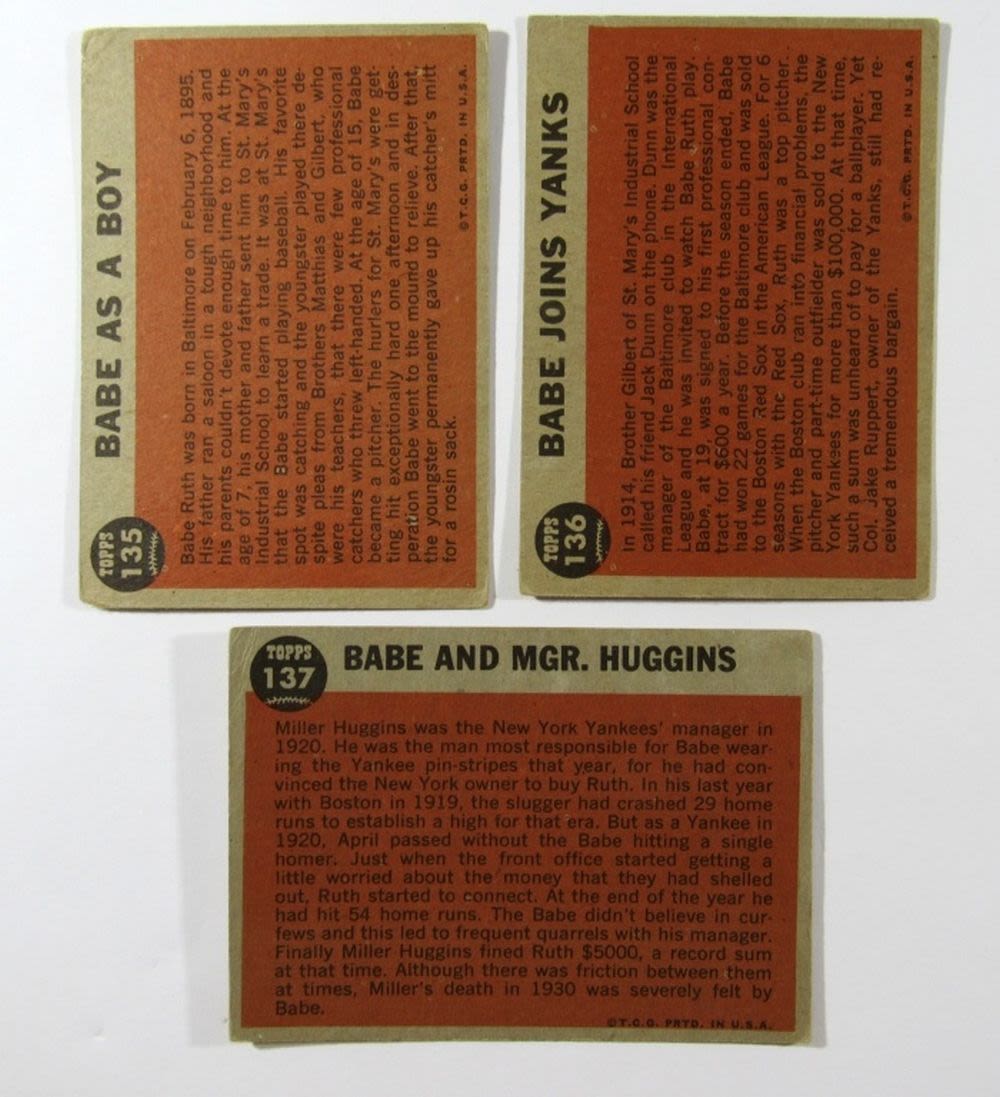 TOPPS
135
BABE AS A BOY
Babe Ruth was born in Baltimore on February 6, 1895.
His father ran a saloon in a tough neighborhood and
his parents couldn't devote enough time to him. At the
age of 7, his mother and father sent him to St. Mary's
Industrial School to learn a trade. It was at St. Mary's
that the Babe started playing baseball. His favorite
spot was catching and the youngster played there de-
spite pleas from Brothers Matthias and Gilbert, who
were his teachers, that there were few professional
catchers who threw left-handed. At the age of 15, Babe
became a pitcher. The hurlers for St. Mary's were get-
ting hit exceptionally hard one afternoon and in des-
peration Babe went to the mound to relieve. After that,
the youngster permanently gave up his catcher's mitt
for a rosin sack.
©T.C.G. PRTD. IN U.S.A.
TOPPS
136
BABE JOINS YANKS
In 1914, Brother Gilbert of St. Mary's Industrial School
called his friend Jack Dunn on the phone. Dunn was the
manager of the Baltimore club in the International
League and he was invited to watch Babe Ruth play.
Babe, at 19, was signed to his first professional con-
tract for $600 a year. Before the season ended, Babe
had won 22 games for the Baltimore club and was sold
to the Boston Red Sox in the American League. For 6
seasons with the Red Sox, Ruth was a top pitcher.
When the Boston club ran into financial problems, the
pitcher and part-time outfielder was sold to the New
York Yankees for more than $100,000. At that time,
such a sum was unheard of to pay for a ballplayer. Yet
Col. Jake Ruppert, owner of the Yanks, still had re-
ceived a tremendous bargain.
©T.C.G. PRTD. IN U.S.A.
TOPPS
137
BABE AND MGR. HUGGINS
Miller Huggins was the New York Yankees' manager in
1920. He was the man most responsible for Babe wear-
ing the Yankee pin-stripes that year, for he had con-
vinced the New York owner to buy Ruth. In his last year
with Boston in 1919, the slugger had crashed 29 home
runs to establish a high for that era. But as a Yankee in
1920, April passed without the Babe hitting a single
homer. Just when the front office started getting a
little worried about the money that they had shelled
out, Ruth started to connect. At the end of the year he
had hit 54 home runs. The Babe didn't believe in cur-
fews and this led to frequent quarrels with his manager.
Finally Miller Huggins fined Ruth $5000, a record sum
at that time. Although there was friction between them
at times, Miller's death in 1930 was severely felt by
Babe.
©T.C.G. PRTD. IN U.S.A.